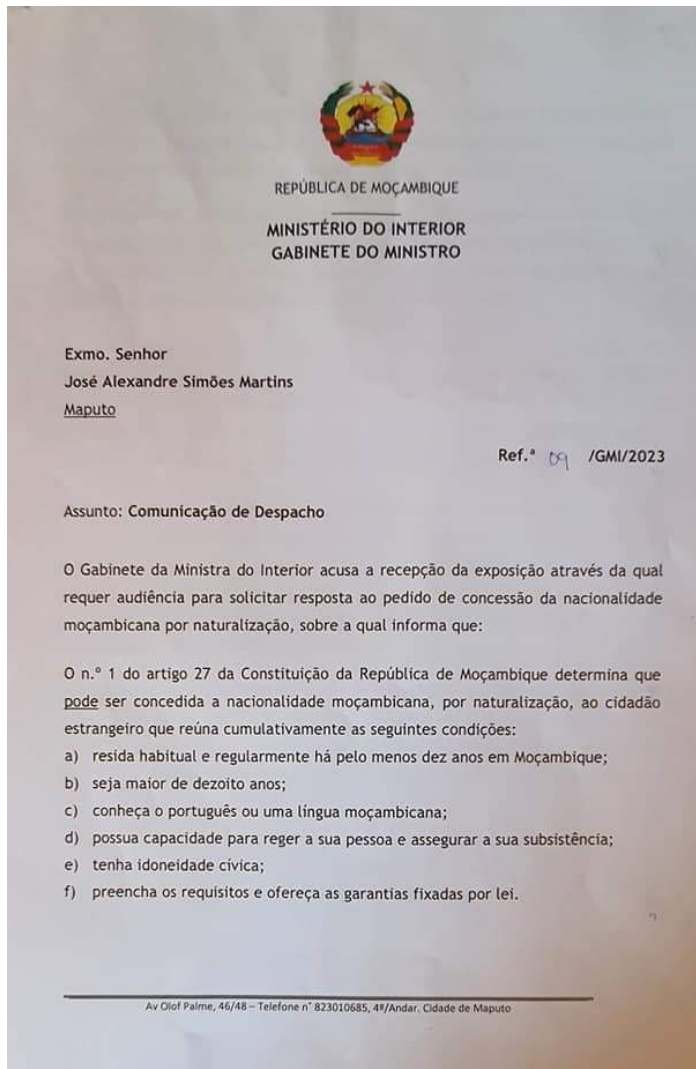 REPÚBLICA DE MOÇAMBIQUE
MINISTÉRIO DO INTERIOR
GABINETE DO MINISTRO
Exmo. Senhor
José Alexandre Simões Martins
Maputo
Ref.ª 09 /GMI/2023
Assunto: Comunicação de Despacho
O Gabinete da Ministra do Interior acusa a recepção da exposição através da qual
requer audiência para solicitar resposta ao pedido de concessão da nacionalidade
moçambicana por naturalização, sobre a qual informa que:
O n.º 1 do artigo 27 da Constituição da República de Moçambique determina que
pode ser concedida a nacionalidade moçambicana, por naturalização, ao cidadão
estrangeiro que reúna cumulativamente as seguintes condições:
a) resida habitual e regularmente há pelo menos dez anos em Moçambique;
b) seja maior de dezoito anos;
c) conheça o português ou uma língua moçambicana;
d) possua capacidade para reger a sua pessoa e assegurar a sua subsistência;
e) tenha idoneidade cívica;
f) preencha os requisitos e ofereça as garantias fixadas por lei.
Av Olof Palme, 46/48 – Telefone n° 823010685, 4º/Andar. Cidade de Maputo